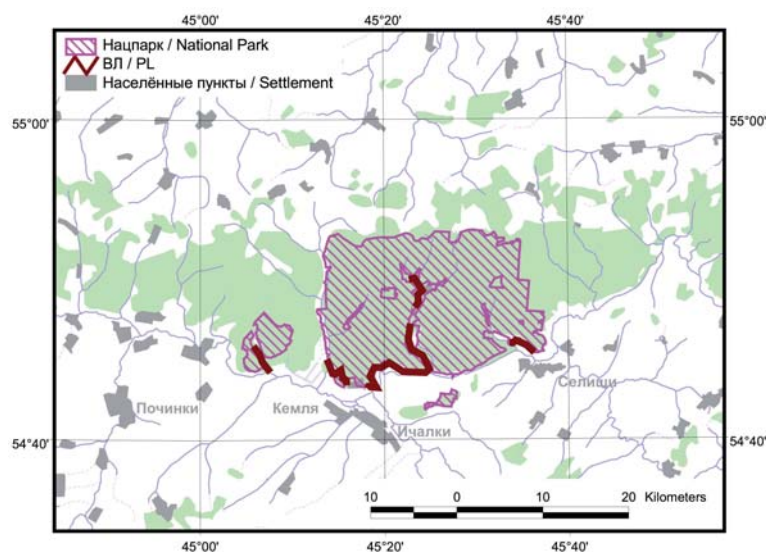 45°00' 45°20' 45°40'
Нацпарк / National Park
ВЛ / PL
Населённые пункты / Settlement
55°00' 55°00'
Селищи
Починки
Кемля
Ичалки
54°40' 54°40'
10 0 10 20 Kilometers
45°00' 45°20' 45°40'